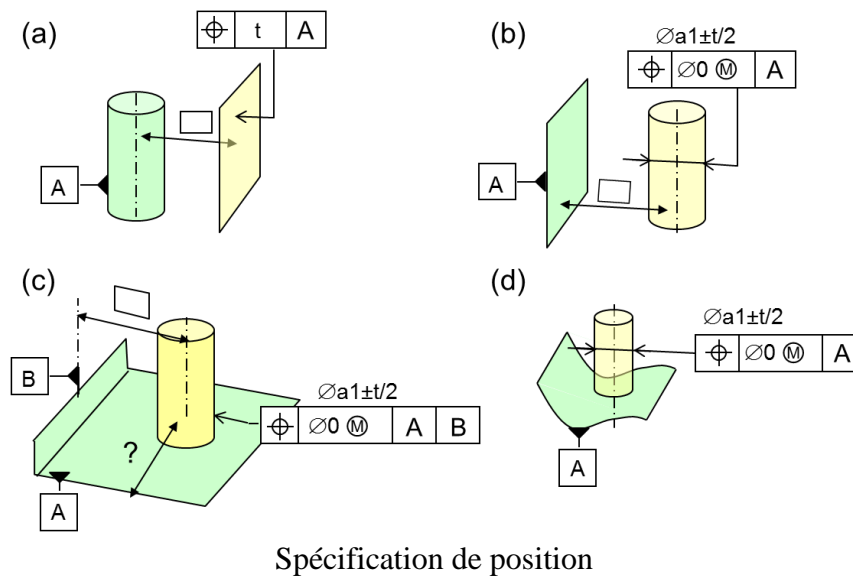 (a)
⌖ t A
A
(b)
∅a1±t/2
⌖ ∅0 Ⓜ A
A
(c)
B
?
A
∅a1±t/2
⌖ ∅0 Ⓜ A B
(d)
∅a1±t/2
⌖ ∅0 Ⓜ A
A
Spécification de position